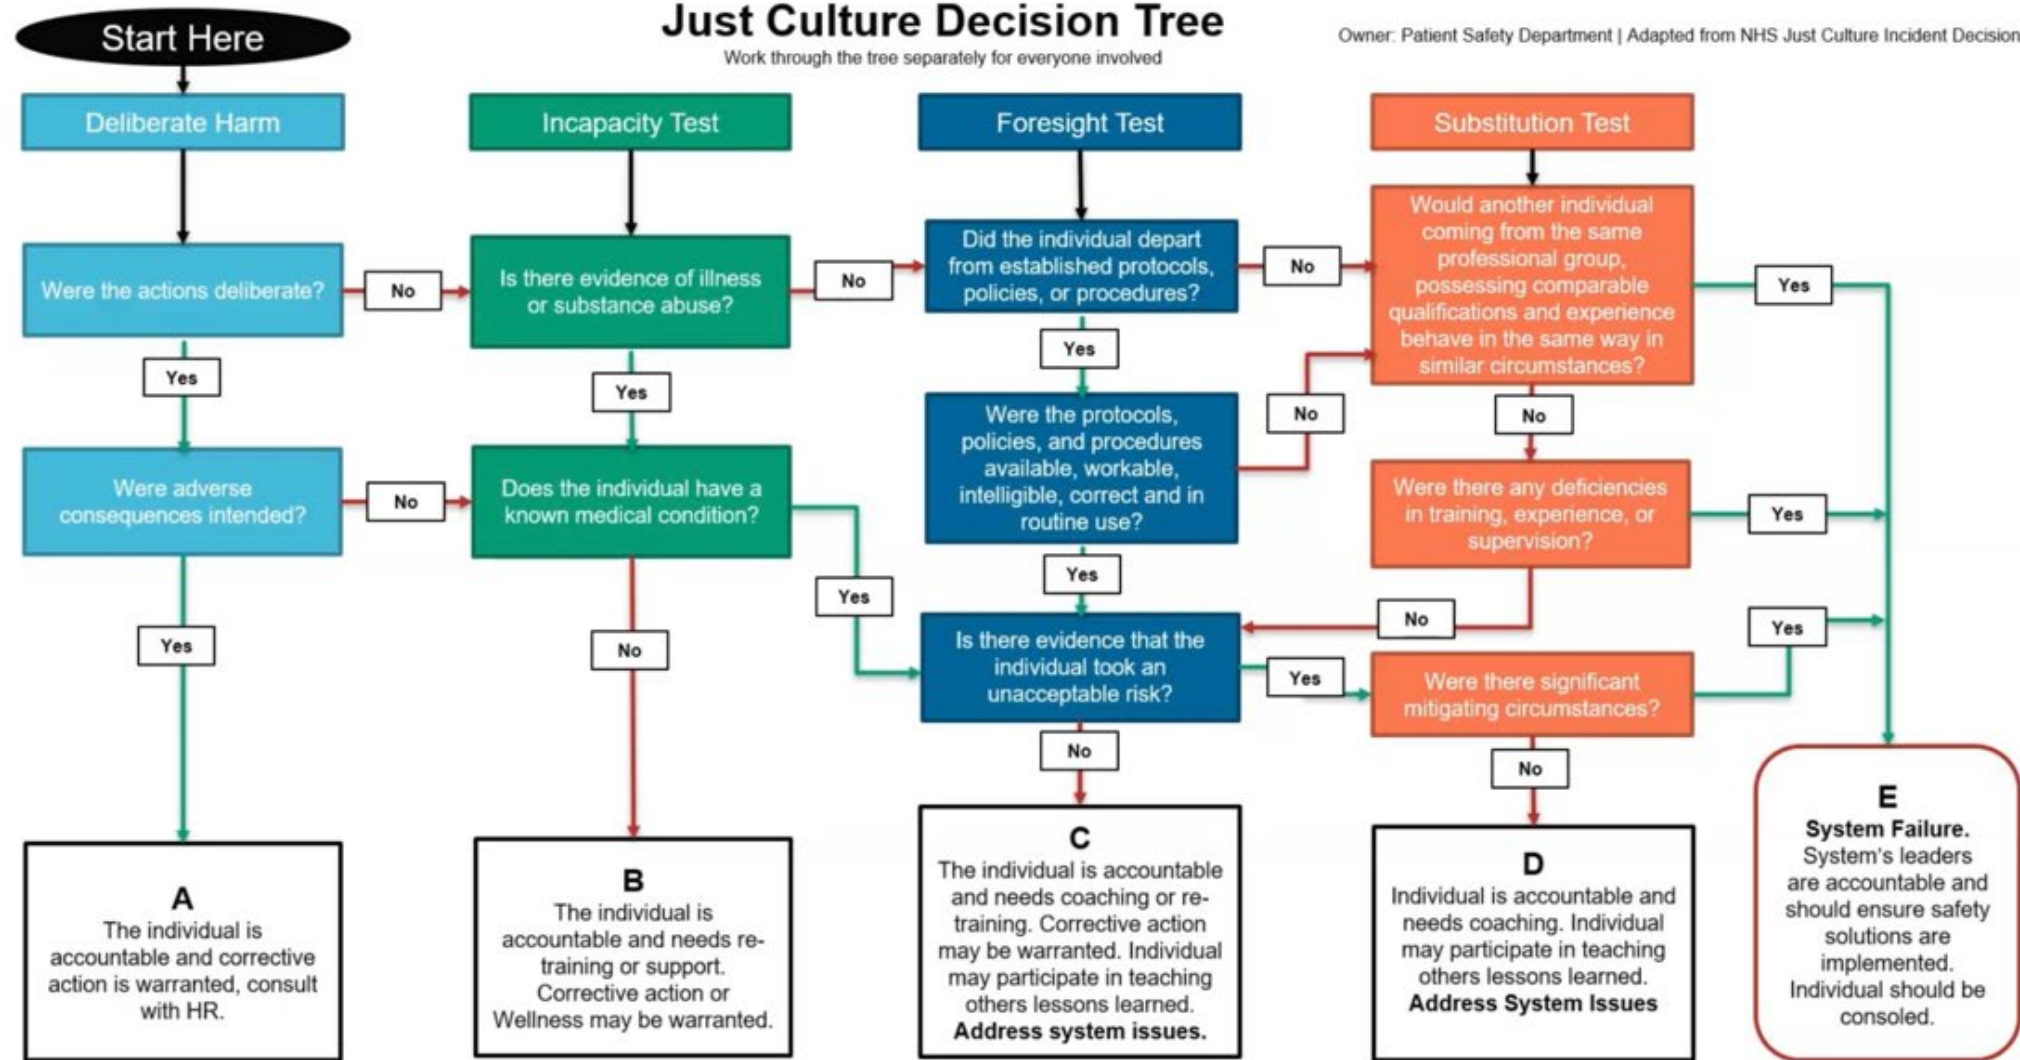 Start Here
Just Culture Decision Tree
Work through the tree separately for everyone involved
Owner: Patient Safety Department | Adapted from NHS Just Culture Incident Decision
Deliberate Harm
Were the actions deliberate?
No
Yes
Were adverse
consequences intended?
No
Yes
A
The individual is
accountable and corrective
action is warranted, consult
with HR.
Incapacity Test
Is there evidence of illness
or substance abuse?
No
Yes
Does the individual have a
known medical condition?
Yes
No
B
The individual is
accountable and needs re-
training or support.
Corrective action or
Wellness may be warranted.
Foresight Test
Did the individual depart
from established protocols,
policies, or procedures?
No
Yes
Were the protocols,
policies, and procedures
available, workable,
intelligible, correct and in
routine use?
No
Yes
Is there evidence that the
individual took an
unacceptable risk?
Yes
No
C
The individual is accountable
and needs coaching or re-
training. Corrective action
may be warranted. Individual
may participate in teaching
others lessons learned.
Address system issues.
Substitution Test
Would another individual
coming from the same
professional group,
possessing comparable
qualifications and experience
behave in the same way in
similar circumstances?
Yes
No
Were there any deficiencies
in training, experience, or
supervision?
Yes
No
Were there significant
mitigating circumstances?
Yes
No
D
Individual is accountable and
needs coaching. Individual
may participate in teaching
others lessons learned.
Address System Issues
E
System Failure.
System's leaders
are accountable and
should ensure safety
solutions are
implemented.
Individual should be
consoled.